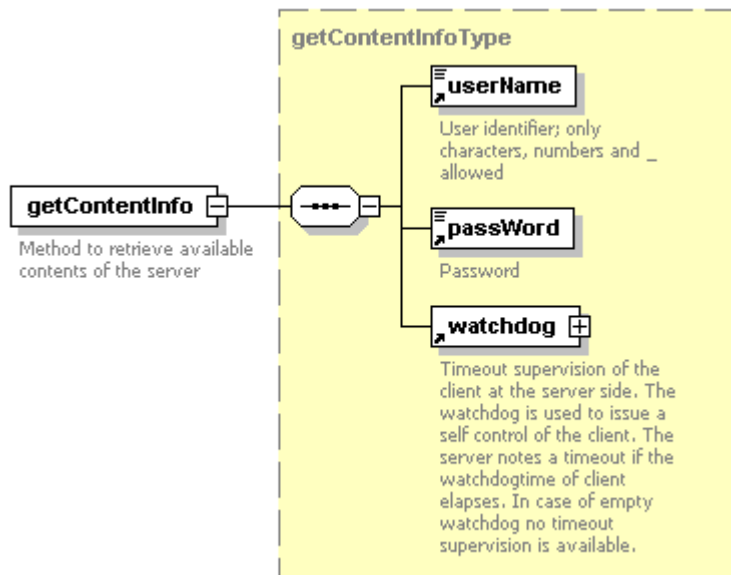 getContentInfoType
userName
User identifier; only
characters, numbers and _
allowed
getContentInfo
Method to retrieve available
contents of the server
passWord
Password
watchdog
Timeout supervision of the
client at the server side. The
watchdog is used to issue a
self control of the client. The
server notes a timeout if the
watchdogtime of client
elapses. In case of empty
watchdog no timeout
supervision is available.